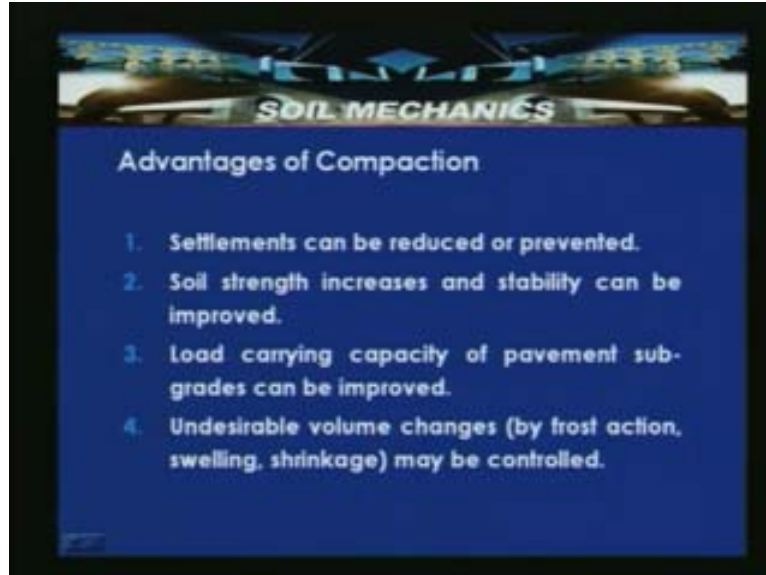 SOIL MECHANICS
Advantages of Compaction
1. Settlements can be reduced or prevented.
2. Soil strength increases and stability can be
improved.
3. Load carrying capacity of pavement sub-
grades can be improved.
4. Undesirable volume changes (by frost action,
swelling, shrinkage) may be controlled.